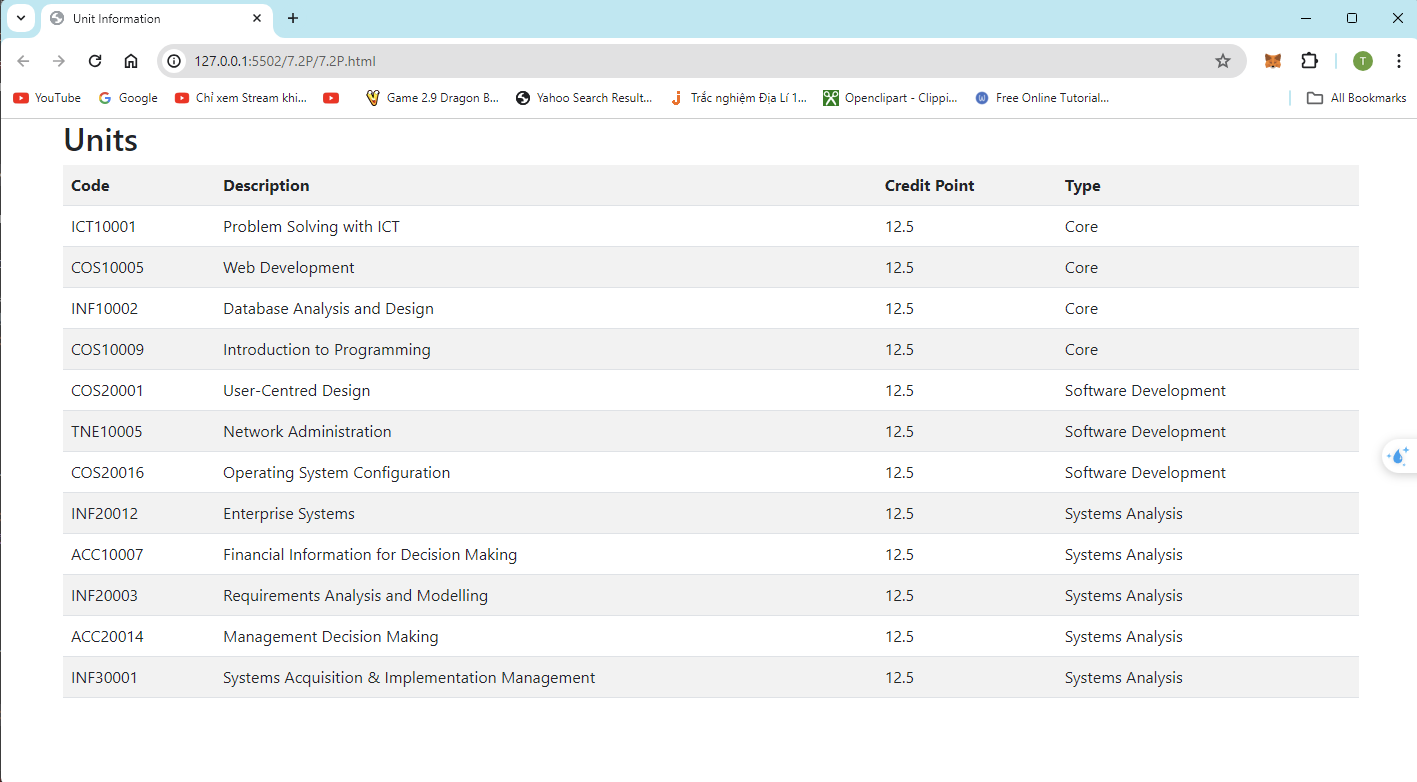 Unit Information
127.0.0.1:5502/7.2P/7.2P.html
T
YouTube Google Chỉ xem Stream khi... Game 2.9 Dragon B... Yahoo Search Result... Trắc nghiệm Địa Lí 1... Openclipart - Clippi... Free Online Tutorial... All Bookmarks
Units
Code Description Credit Point Type
ICT10001 Problem Solving with ICT 12.5 Core
COS10005 Web Development 12.5 Core
INF10002 Database Analysis and Design 12.5 Core
COS10009 Introduction to Programming 12.5 Core
COS20001 User-Centred Design 12.5 Software Development
TNE10005 Network Administration 12.5 Software Development
COS20016 Operating System Configuration 12.5 Software Development
INF20012 Enterprise Systems 12.5 Systems Analysis
ACC10007 Financial Information for Decision Making 12.5 Systems Analysis
INF20003 Requirements Analysis and Modelling 12.5 Systems Analysis
ACC20014 Management Decision Making 12.5 Systems Analysis
INF30001 Systems Acquisition & Implementation Management 12.5 Systems Analysis